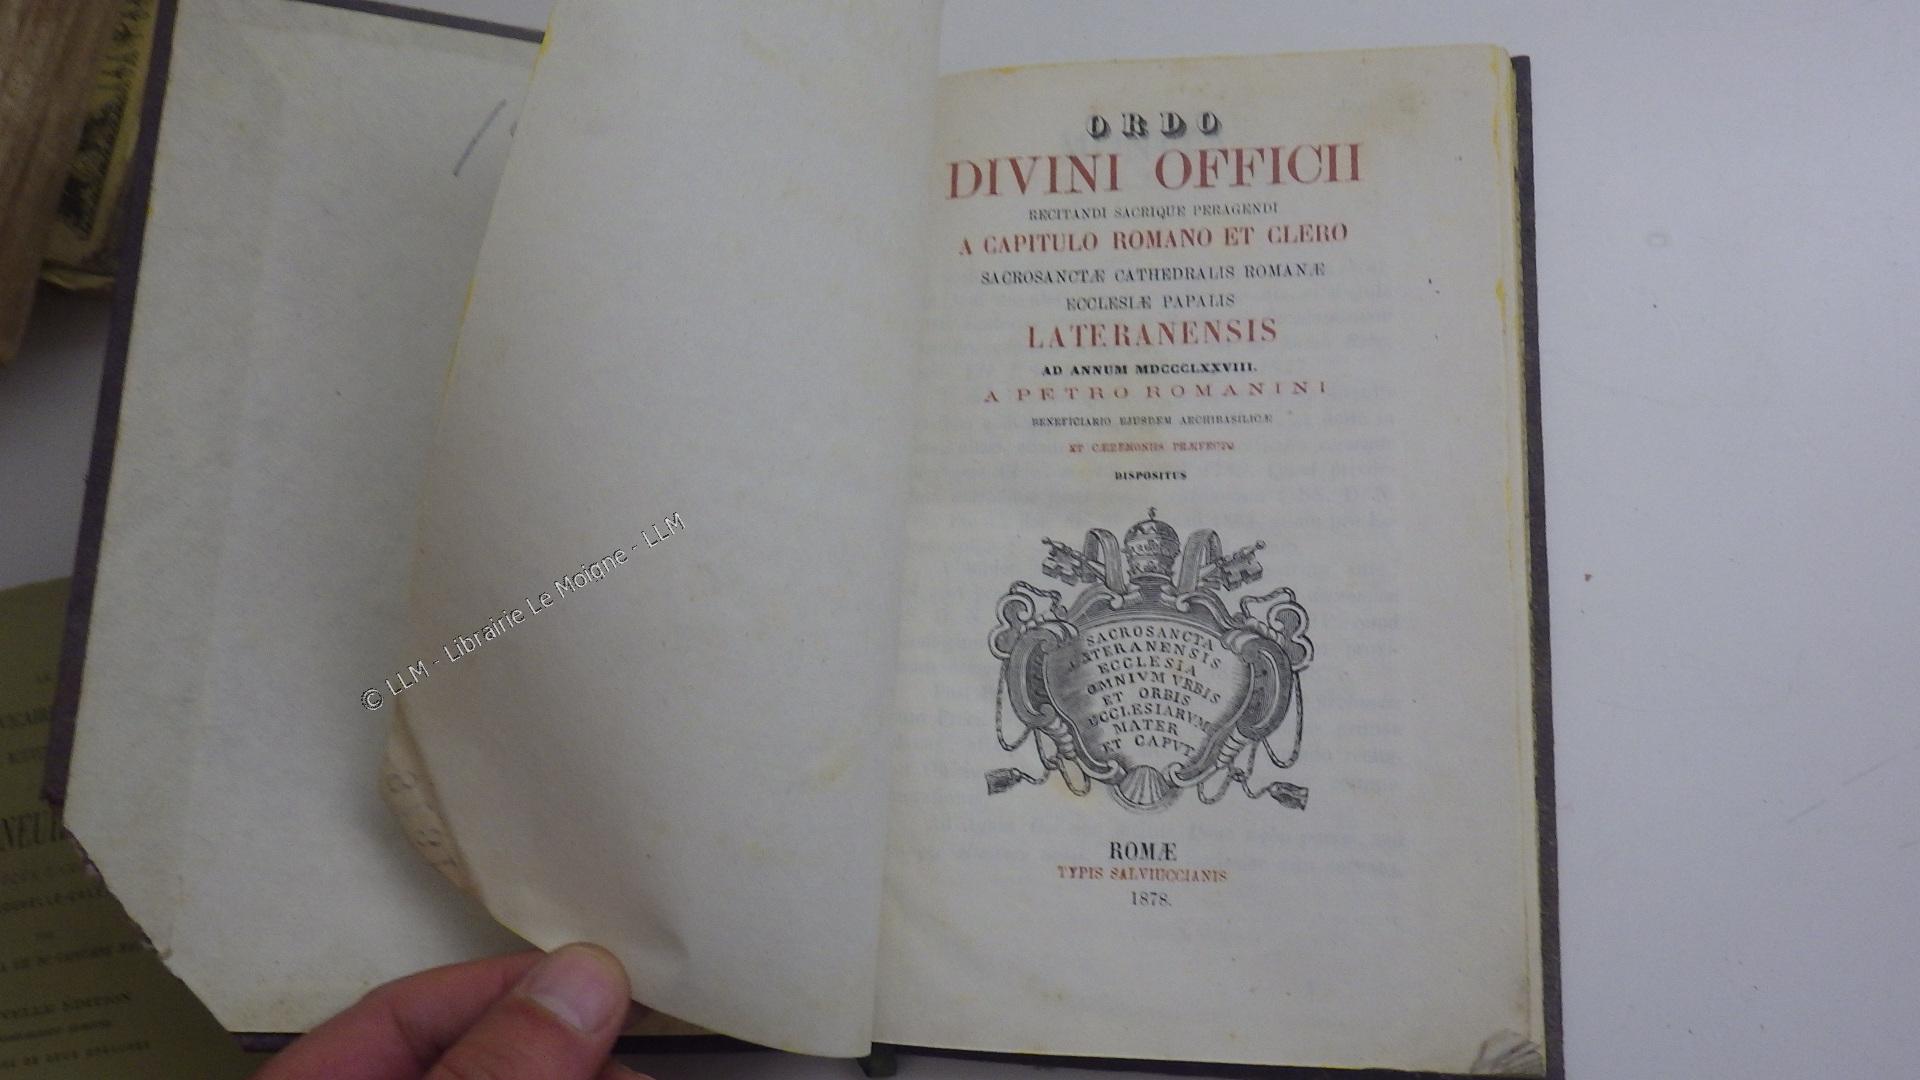 ORDO
DIVINI OFFICII
RECITANDI SACRIQUE PERAGENDI
A CAPITULO ROMANO ET CLERO
SACROSANCTÆ CATHEDRALIS ROMANÆ
ECCLESIÆ PAPALIS
LATERANENSIS
AD ANNUM MDCCCLXXVIII.
A PETRO ROMANINI
BENEFICIARIO EJUSDEM ARCHIBASILICÆ
ET CÆREMONIIS PRÆFECTO
DISPOSITUS
SACROSANCTA
LATERANENSIS
ECCLESIA
OMNIVM VRBIS
ET ORBIS
ECCLESIARVM
MATER
ET CAPVT
ROMÆ
TYPIS SALVIUCCIANIS
1878.
© LLM - Librairie Le Moigne - LLM